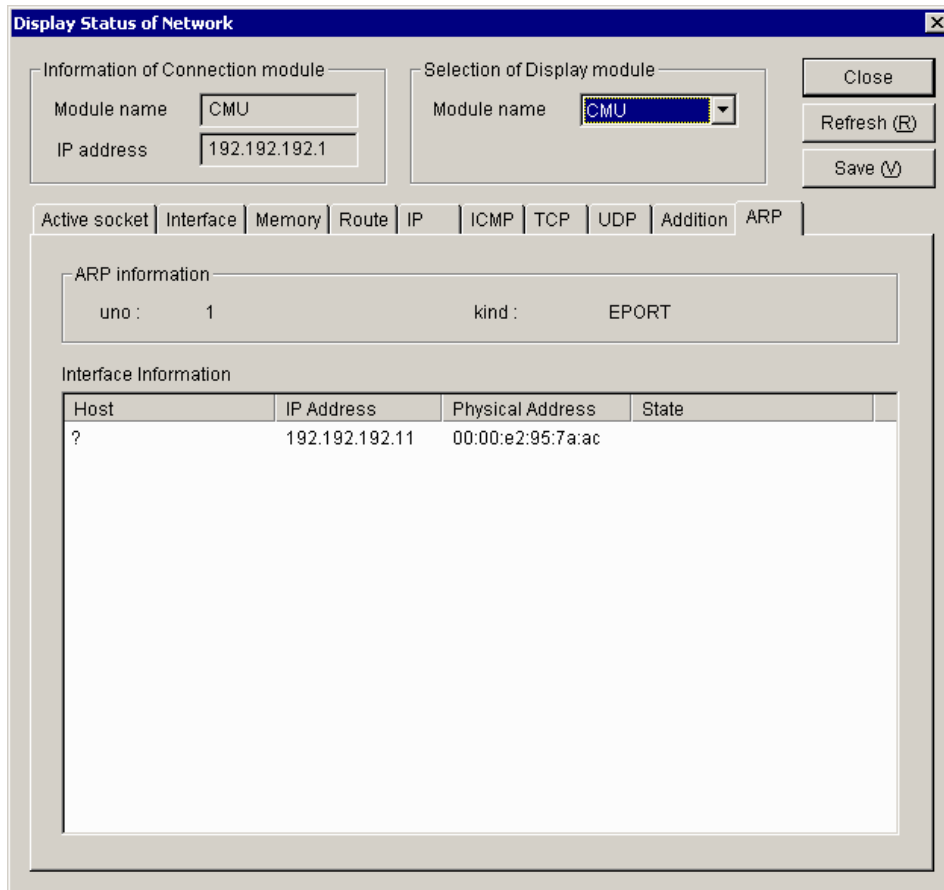 Display Status of Network
Information of Connection module
Module name CMU
IP address 192.192.192.1
Selection of Display module
Module name CMU
Close
Refresh (R)
Save (V)
Active socket Interface Memory Route IP ICMP TCP UDP Addition ARP
ARP information
uno : 1 kind : EPORT
Interface Information
Host IP Address Physical Address State
? 192.192.192.11 00:00:e2:95:7a:ac